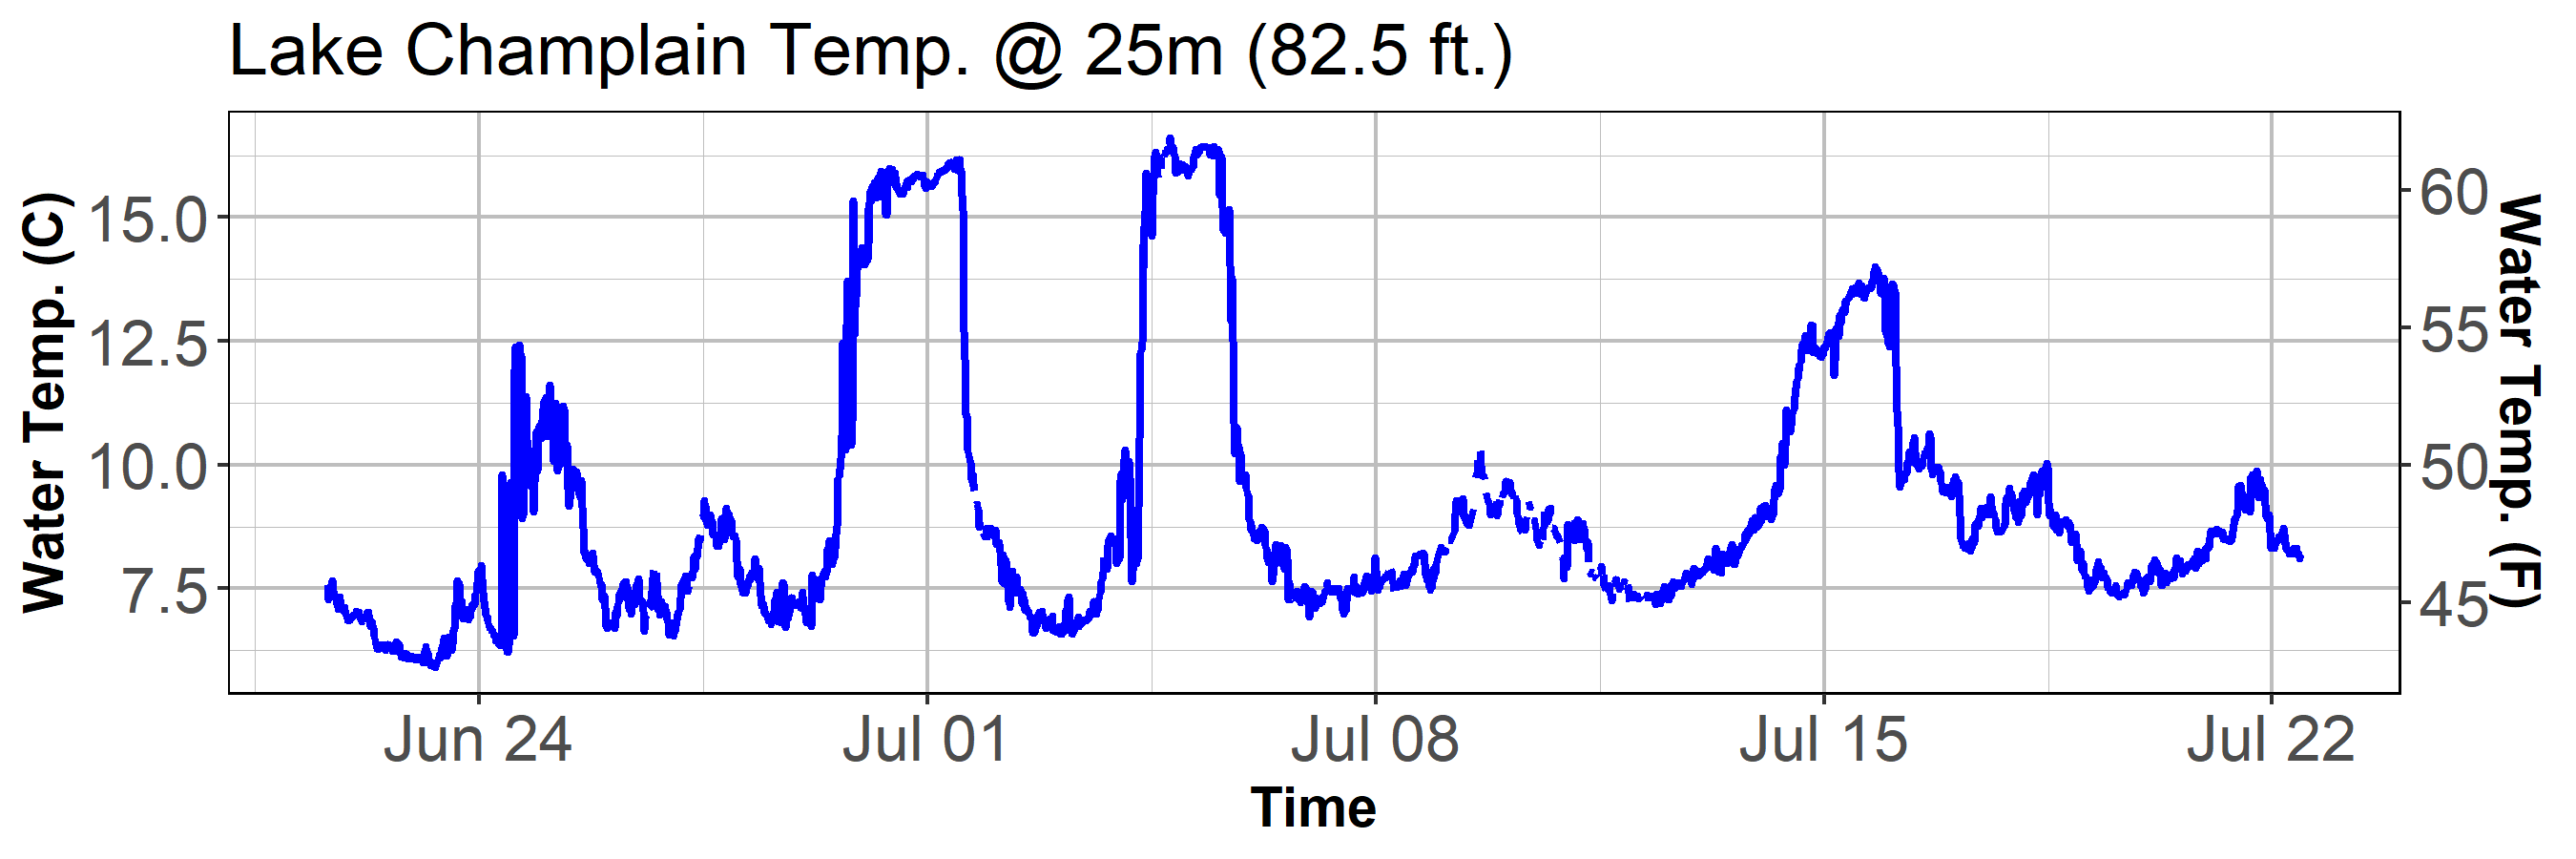 Lake Champlain Temp. @ 25m (82.5 ft.)
Water Temp. (C)
15.0
12.5
10.0
7.5
60
55
50
45
Water Temp. (F)
Jun 24 Jul 01 Jul 08 Jul 15 Jul 22
Time